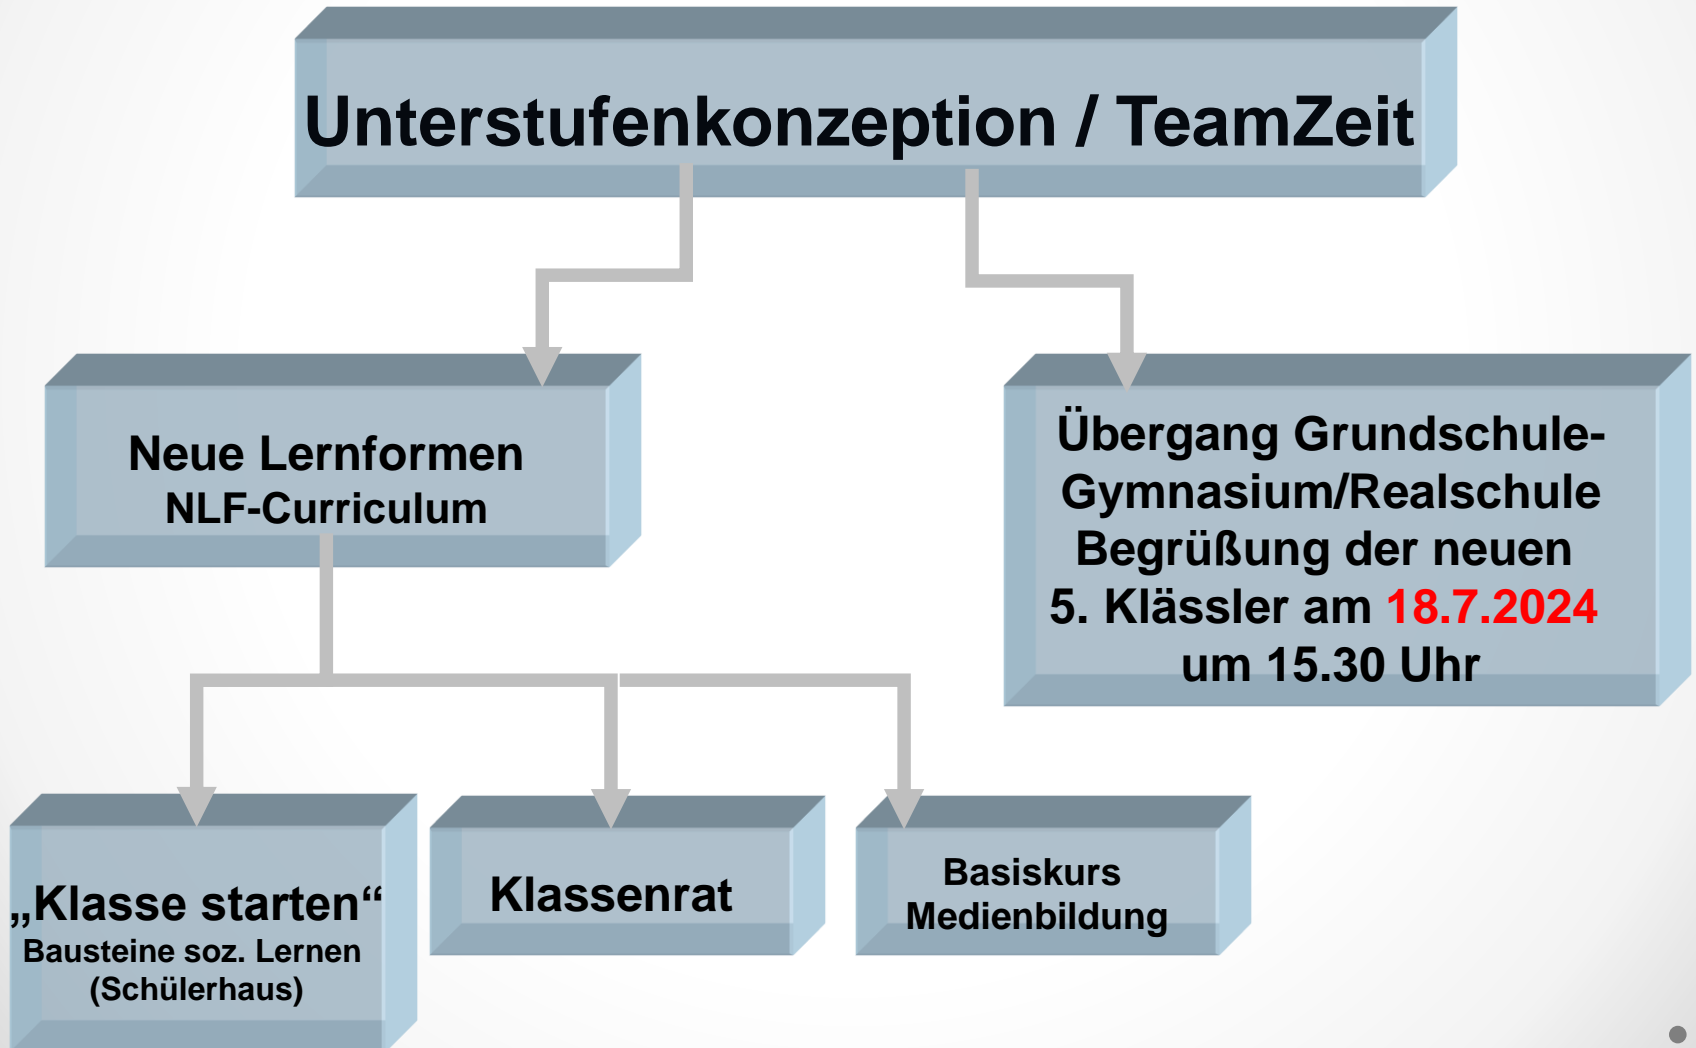 Unterstufenkonzeption / TeamZeit
Neue Lernformen
NLF-Curriculum
Übergang Grundschule-
Gymnasium/Realschule
Begrüßung der neuen
5. Klässler am 18.7.2024
um 15.30 Uhr
„Klasse starten“
Bausteine soz. Lernen
(Schülerhaus)
Klassenrat
Basiskurs
Medienbildung